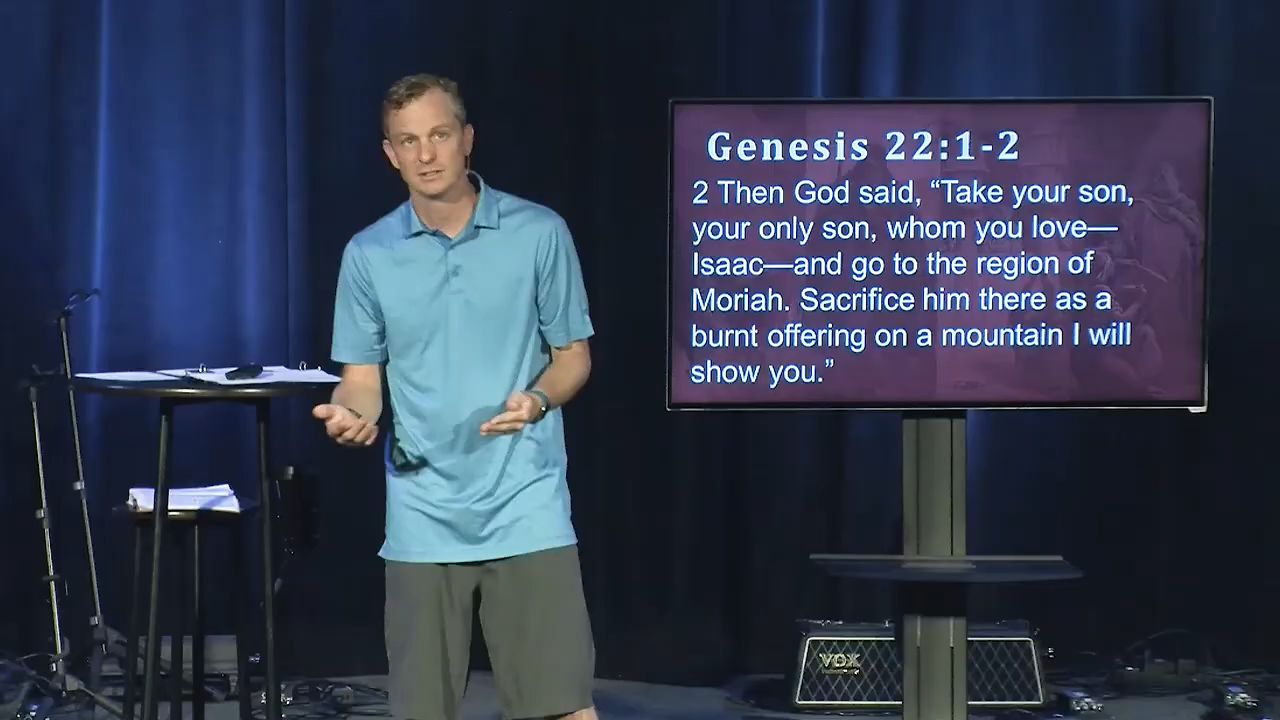 Genesis 22:1-2
2 Then God said, “Take your son,
your only son, whom you love—
Isaac—and go to the region of
Moriah. Sacrifice him there as a
burnt offering on a mountain I will
show you.”
VOX